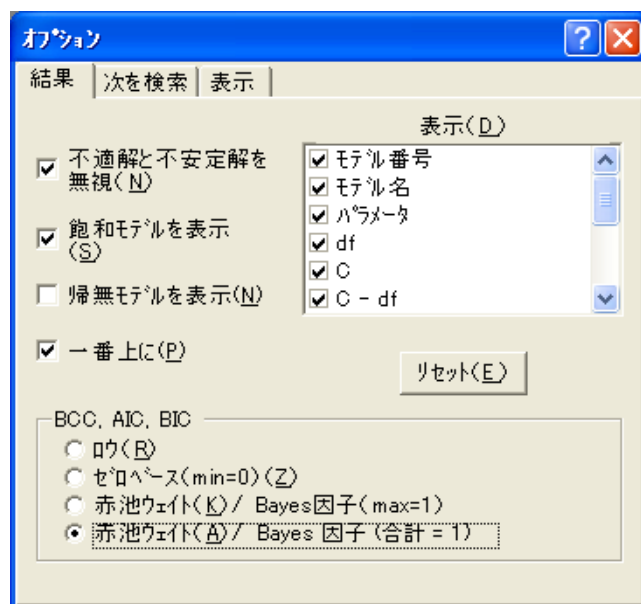 ｵﾌﾟｼｮﾝ
結果 次を検索 表示
表示(D)
不適解と不安定解を
無視(N)
飽和ﾓﾃﾞﾙを表示
(S)
帰無ﾓﾃﾞﾙを表示(N)
一番上に(P)
ﾓﾃﾞﾙ番号
ﾓﾃﾞﾙ名
ﾊﾟﾗﾒｰﾀ
df
C
C - df
ﾘｾｯﾄ(E)
BCC, AIC, BIC
ﾛｳ(R)
ｾﾞﾛﾍﾞｰｽ(min=0)(Z)
赤池ｳｪｲﾄ(K)/ Bayes因子(max=1)
赤池ｳｪｲﾄ(A)/ Bayes 因子 (合計 = 1)